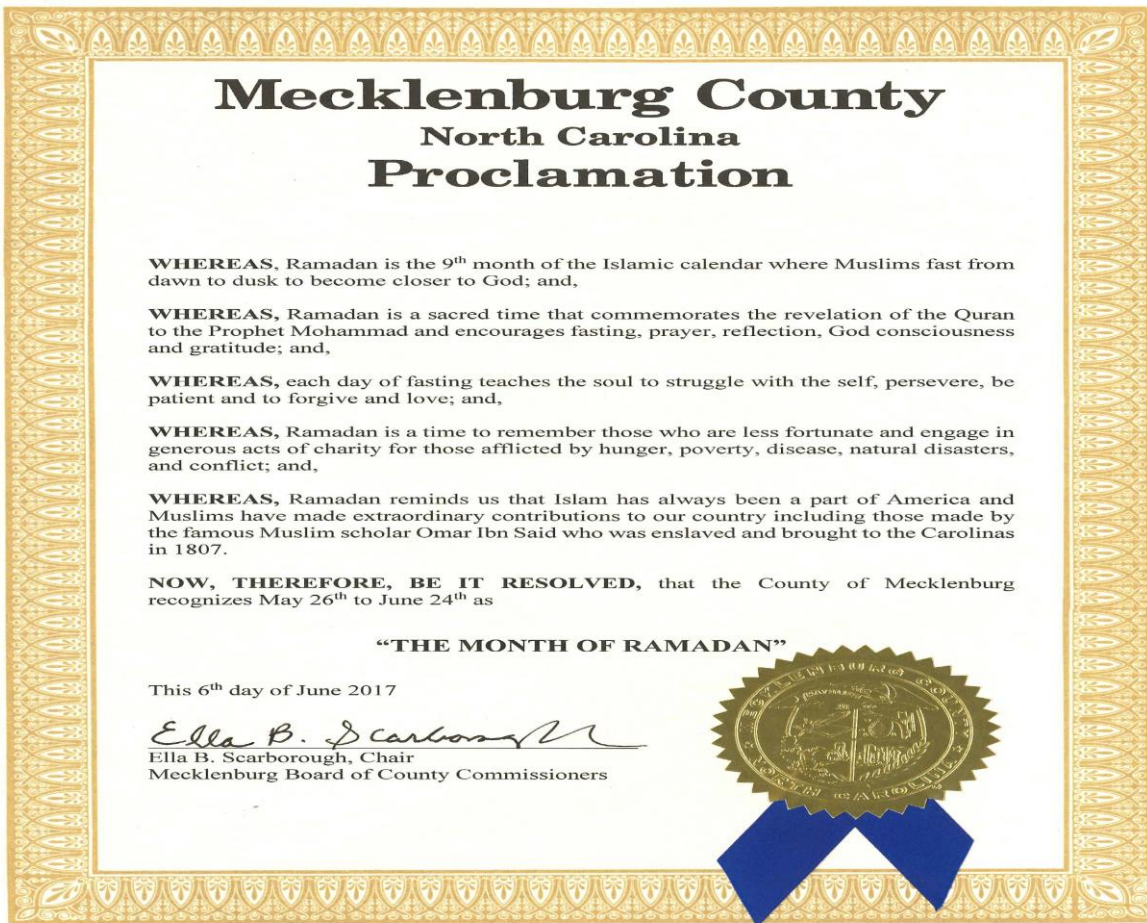 Mecklenburg County
North Carolina
Proclamation
WHEREAS, Ramadan is the 9th month of the Islamic calendar where Muslims fast from
dawn to dusk to become closer to God; and,
WHEREAS, Ramadan is a sacred time that commemorates the revelation of the Quran
to the Prophet Mohammad and encourages fasting, prayer, reflection, God consciousness
and gratitude; and,
WHEREAS, each day of fasting teaches the soul to struggle with the self, persevere, be
patient and to forgive and love; and,
WHEREAS, Ramadan is a time to remember those who are less fortunate and engage in
generous acts of charity for those afflicted by hunger, poverty, disease, natural disasters,
and conflict; and,
WHEREAS, Ramadan reminds us that Islam has always been a part of America and
Muslims have made extraordinary contributions to our country including those made by
the famous Muslim scholar Omar Ibn Said who was enslaved and brought to the Carolinas
in 1807.
NOW, THEREFORE, BE IT RESOLVED, that the County of Mecklenburg
recognizes May 26th to June 24th as
“THE MONTH OF RAMADAN”
This 6th day of June 2017
Ella B. Scarborough
Ella B. Scarborough, Chair
Mecklenburg Board of County Commissioners
MECKLENBURG COUNTY
NORTH CAROLINA